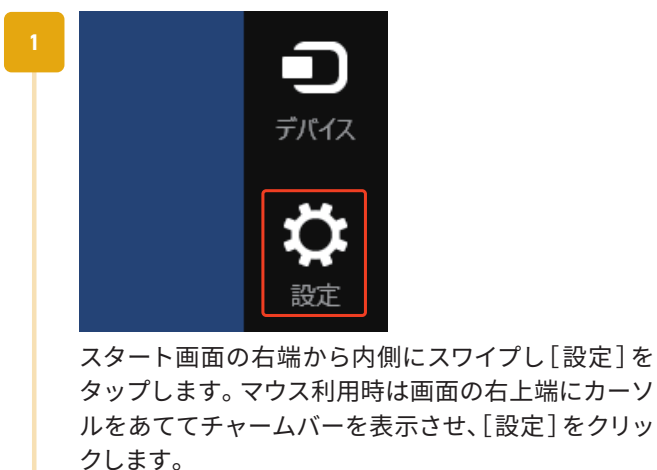 1
デバイス
設定
スタート画面の右端から内側にスワイプし[設定]を
タップします。マウス利用時は画面の右上端にカーソ
ルをあててチャームバーを表示させ、[設定]をクリッ
クします。